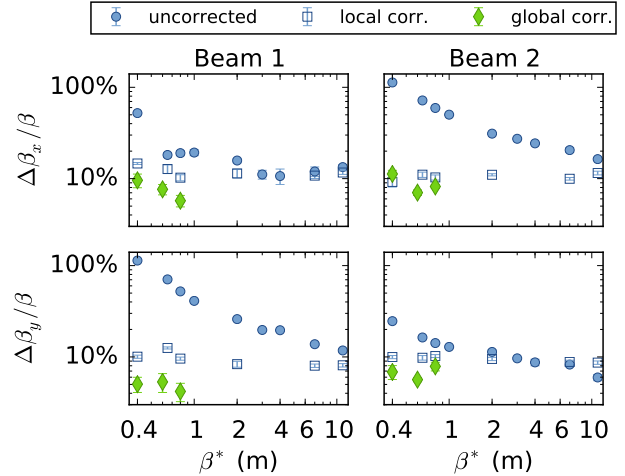 uncorrected local corr. global corr.
Beam 1 Beam 2
Δβx/β 100% 10%
Δβy/β 100% 10%
0.4 1 2 4 6 10 0.4 1 2 4 6 10
β* (m) β* (m)